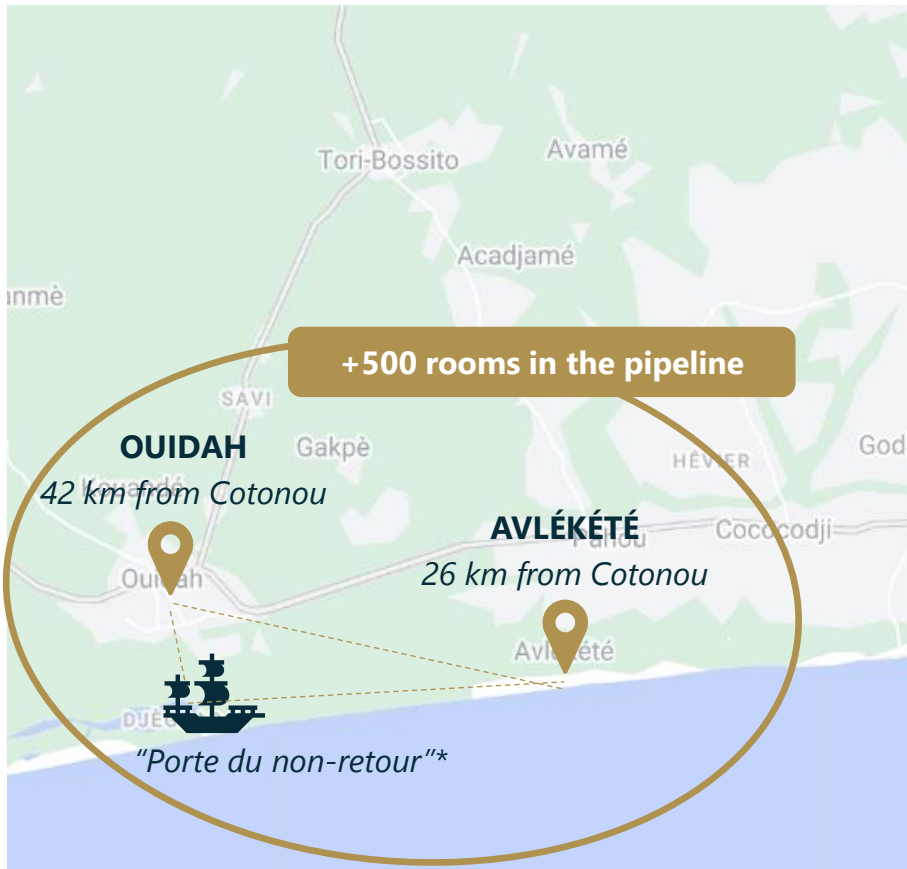 Tori-Bossito
Avamé
Acadjamé
anmè
+500 rooms in the pipeline
SAVI
OUIDAH
Gakpè
God
HÊVIER
42 km from Cotonou
AVLÉKÉTÉ
Cococodji
26 km from Cotonou
Ouidah
Avlékété
"Porte du non-retour"*